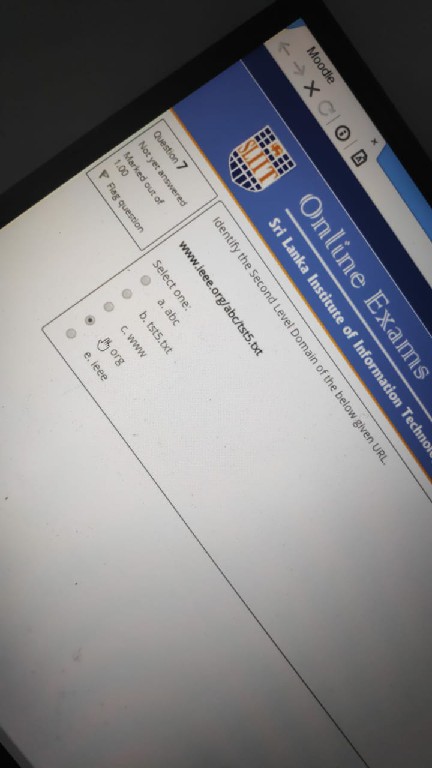 Moodle
SLIIT
Online Exams
Sri Lanka Institute of Information
Question 7
Not yet answered
Marked out of
1.00
Flag question
Identify the Second Level Domain of the below given URL.
www.ieee.org/abc/tst5.txt
Select one:
a. abc
b. tst5.txt
c. www
org
e. ieee